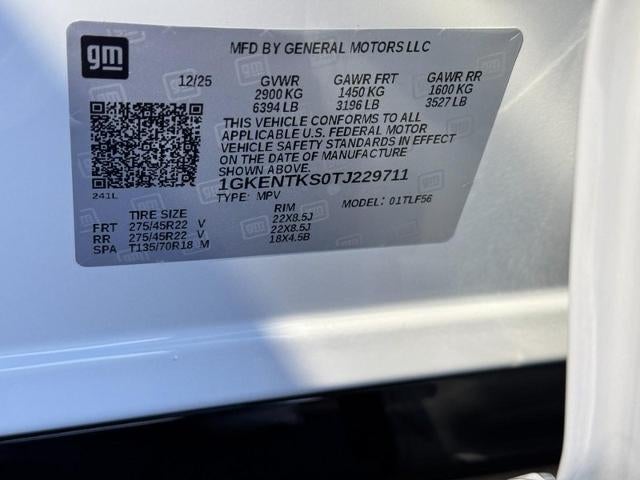 gm
MFD BY GENERAL MOTORS LLC
12/25 GVWR GAWR FRT GAWR RR
2900 KG 1450 KG 1600 KG
6394 LB 3196 LB 3527 LB
THIS VEHICLE CONFORMS TO ALL
APPLICABLE U.S. FEDERAL MOTOR
VEHICLE SAFETY STANDARDS IN EFFECT
ON THE DATE OF MANUFACTURE
SHOWN ABOVE.
241L
1GKENTKS0TJ229711
TYPE: MPV MODEL: 01TLF56
TIRE SIZE RIM
FRT 275/45R22 V 22X8.5J
RR 275/45R22 V 22X8.5J
SPA T135/70R18 M 18X4.5B